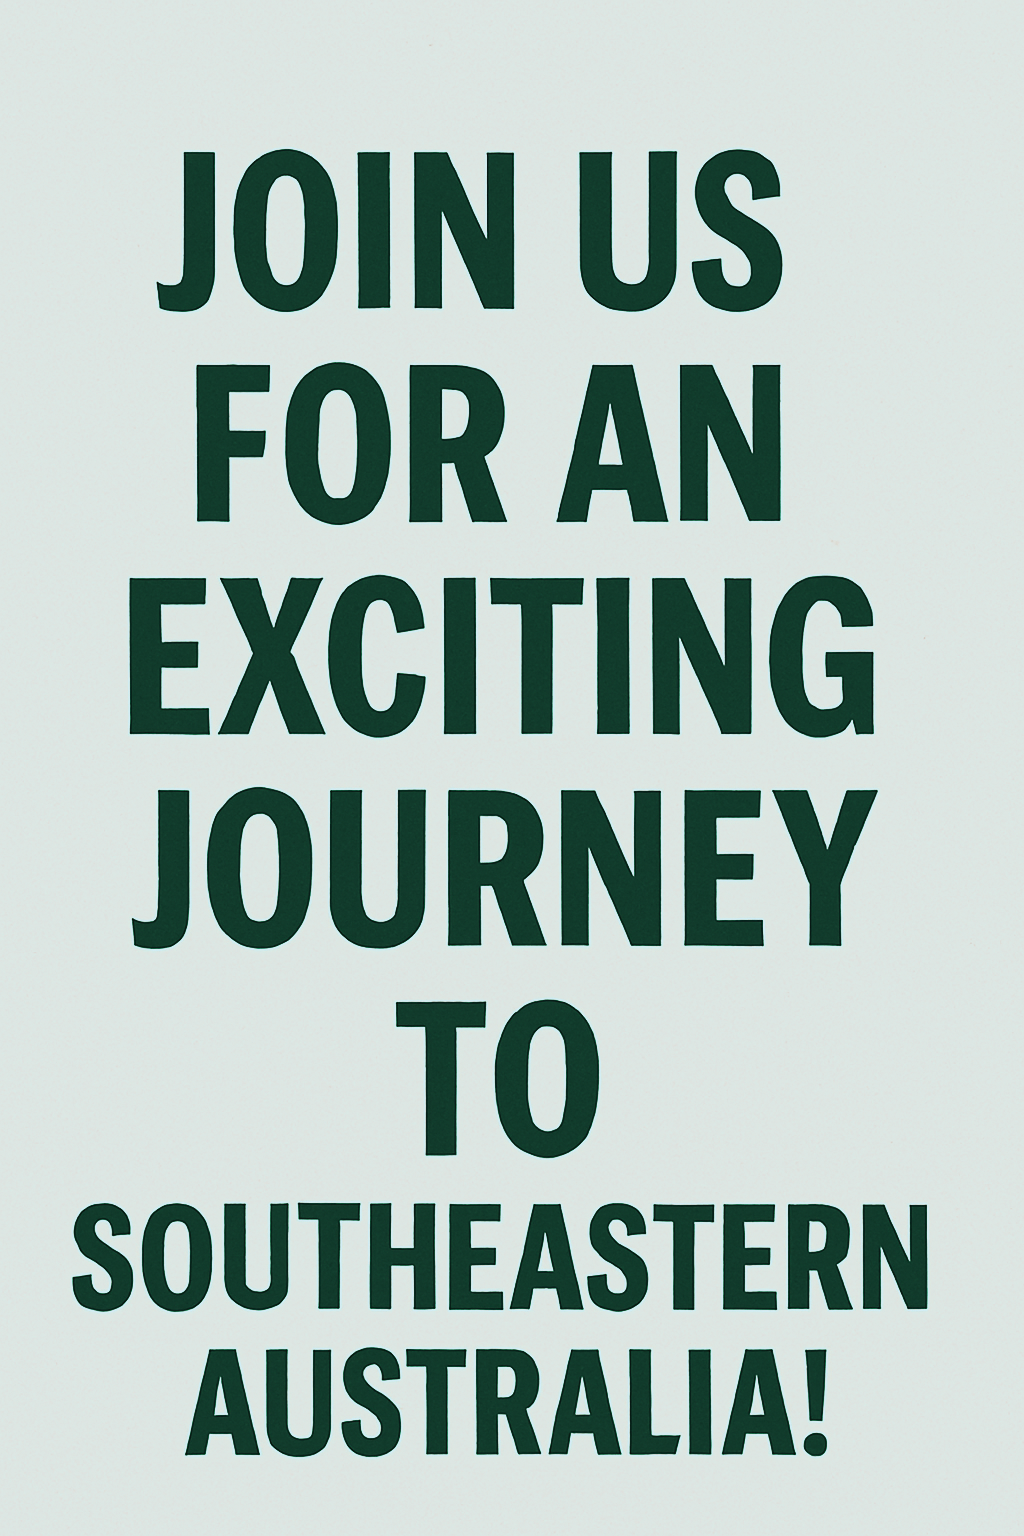 JOIN US
FOR AN
EXCITING
JOURNEY
TO
SOUTHEASTERN
AUSTRALIA!